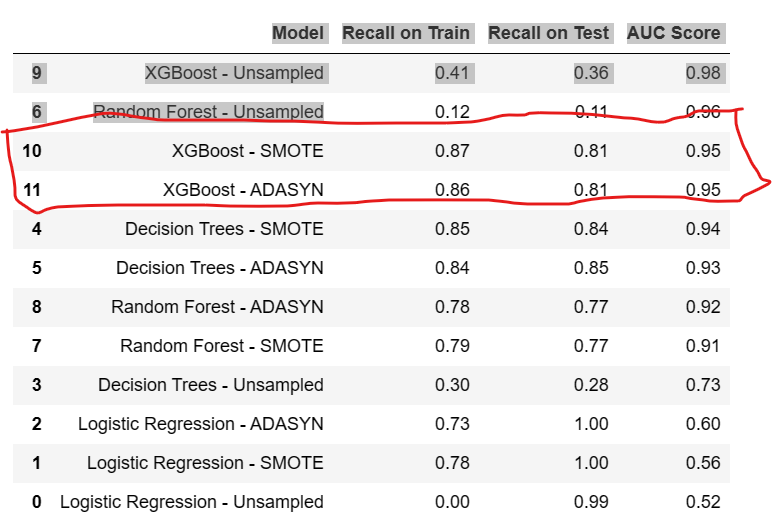 Model Recall on Train Recall on Test AUC Score
9 XGBoost - Unsampled 0.41 0.36 0.98
6 Random Forest - Unsampled 0.12 0.11 0.96
10 XGBoost - SMOTE 0.87 0.81 0.95
11 XGBoost - ADASYN 0.86 0.81 0.95
4 Decision Trees - SMOTE 0.85 0.84 0.94
5 Decision Trees - ADASYN 0.84 0.85 0.93
8 Random Forest - ADASYN 0.78 0.77 0.92
7 Random Forest - SMOTE 0.79 0.77 0.91
3 Decision Trees - Unsampled 0.30 0.28 0.73
2 Logistic Regression - ADASYN 0.73 1.00 0.60
1 Logistic Regression - SMOTE 0.78 1.00 0.56
0 Logistic Regression - Unsampled 0.00 0.99 0.52